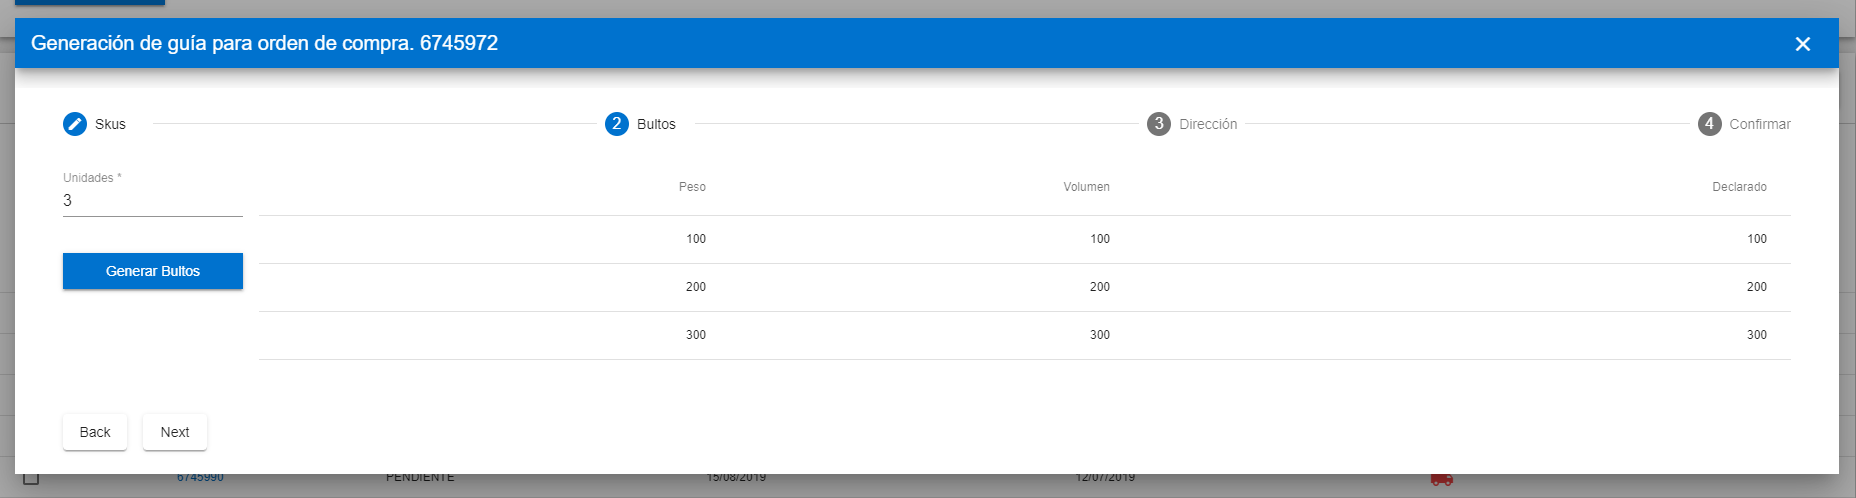 Generación de guía para orden de compra. 6745972
Skus
2 Bultos
3 Dirección
4 Confirmar
Unidades *
3
Generar Bultos
Peso Volumen Declarado
100 100 100
200 200 200
300 300 300
Back Next
6745990 PENDIENTE 15/08/2019 12/07/2019